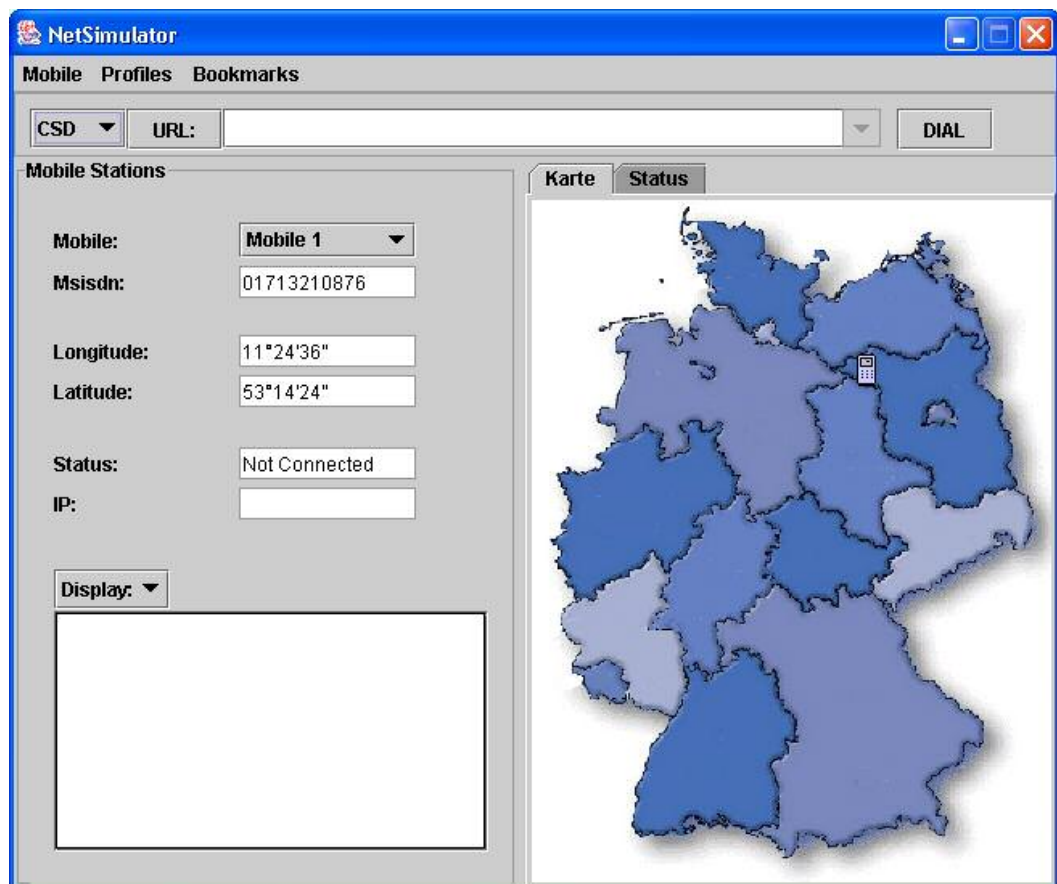 NetSimulator
Mobile Profiles Bookmarks
CSD URL: DIAL
Mobile Stations
Mobile: Mobile 1
Msisdn: 01713210876
Longitude: 11°24'36"
Latitude: 53°14'24"
Status: Not Connected
IP:
Display:
Karte Status